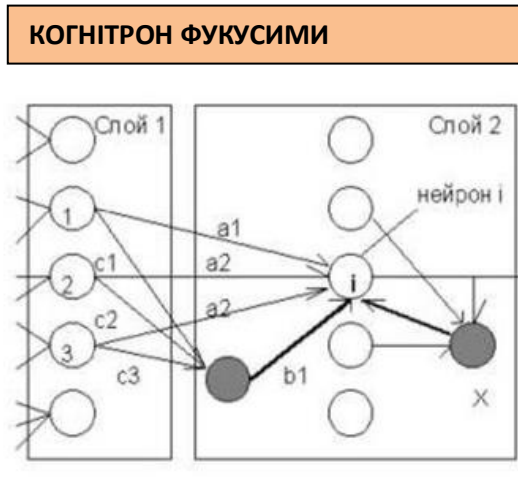 КОГНІТРОН ФУКУСИМИ
Слой 1
Слой 2
нейрон i
1
a1
2
c1
a2
i
3
c2
a2
c3
b1
X